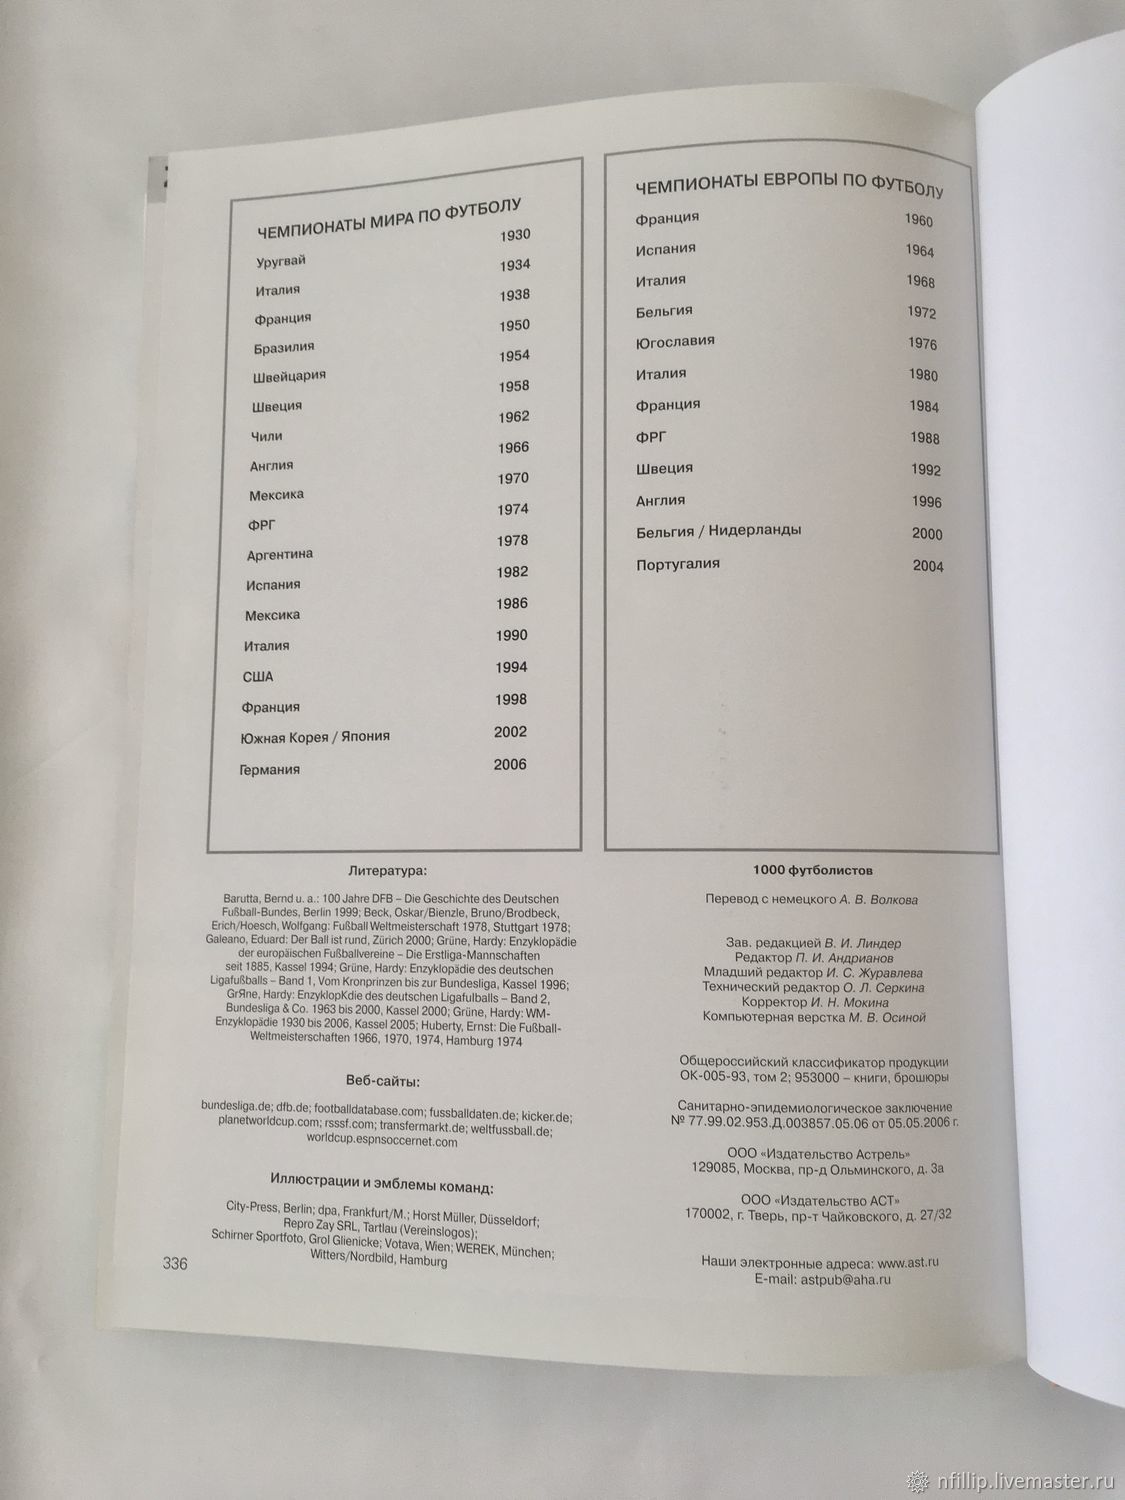 ЧЕМПИОНАТЫ МИРА ПО ФУТБОЛУ
Уругвай 1930
Италия 1934
Франция 1938
Бразилия 1950
Швейцария 1954
Швеция 1958
Чили 1962
Англия 1966
Мексика 1970
ФРГ 1974
Аргентина 1978
Испания 1982
Мексика 1986
Италия 1990
США 1994
Франция 1998
Южная Корея / Япония 2002
Германия 2006
ЧЕМПИОНАТЫ ЕВРОПЫ ПО ФУТБОЛУ
Франция 1960
Испания 1964
Италия 1968
Бельгия 1972
Югославия 1976
Италия 1980
Франция 1984
ФРГ 1988
Швеция 1992
Англия 1996
Бельгия / Нидерланды 2000
Португалия 2004
Литература:
Barutta, Bernd u. a.: 100 Jahre DFB – Die Geschichte des Deutschen
Fußball-Bundes, Berlin 1999; Beck, Oskar/Bienzle, Bruno/Brodbeck,
Erich/Hoesch, Wolfgang: Fußball Weltmeisterschaft 1978, Stuttgart 1978;
Galeano, Eduard: Der Ball ist rund, Zürich 2000; Grüne, Hardy: Enzyklopädie
der europäischen Fußballvereine – Die Erstliga-Mannschaften
seit 1885, Kassel 1994; Grüne, Hardy: Enzyklopädie des deutschen
Ligafußballs – Band 1, Vom Kronprinzen bis zur Bundesliga, Kassel 1996;
GrЯne, Hardy: EnzyklopKdie des deutschen Ligafulballs – Band 2,
Bundesliga & Co. 1963 bis 2000, Kassel 2000; Grüne, Hardy: WM-
Enzyklopädie 1930 bis 2006, Kassel 2005; Huberty, Ernst: Die Fußball-
Weltmeisterschaften 1966, 1970, 1974, Hamburg 1974
Веб-сайты:
bundesliga.de; dfb.de; footballdatabase.com; fussballdaten.de; kicker.de;
planetworldcup.com; rsssf.com; transfermarkt.de; weltfussball.de;
worldcup.espnsoccernet.com
Иллюстрации и эмблемы команд:
City-Press, Berlin; dpa, Frankfurt/M.; Horst Müller, Düsseldorf;
Repro Zay SRL, Tartlau (Vereinslogos);
Schirner Sportfoto, Grol Glienicke; Votava, Wien; WEREK, München;
Witters/Nordbild, Hamburg
336
1000 футболистов
Перевод с немецкого А. В. Волкова
Зав. редакцией В. И. Линдер
Редактор П. И. Андрианов
Младший редактор И. С. Журавлева
Технический редактор О. Л. Серкина
Корректор И. Н. Мокина
Компьютерная верстка М. В. Осиной
Общероссийский классификатор продукции
ОК-005-93, том 2; 953000 – книги, брошюры
Санитарно-эпидемиологическое заключение
№ 77.99.02.953.Д.003857.05.06 от 05.05.2006 г.
ООО «Издательство Астрель»
129085, Москва, пр-д Ольминского, д. 3а
ООО «Издательство АСТ»
170002, г. Тверь, пр-т Чайковского, д. 27/32
Наши электронные адреса: www.ast.ru
E-mail: astpub@aha.ru
nfillip.livemaster.ru